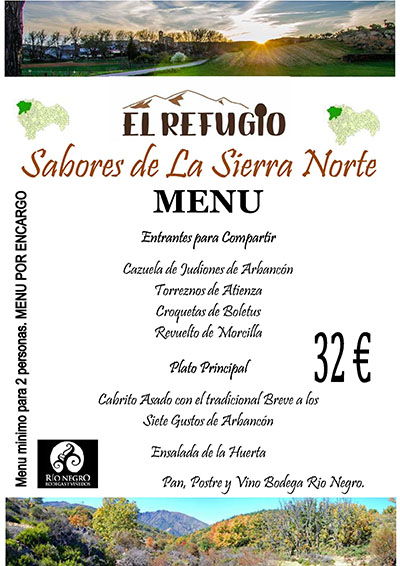 EL REFUGIO
Sabores de La Sierra Norte
MENU
Entrantes para Compartir
Cazuela de Judiones de Arbancón
Torreznos de Atienza
Croquetas de Boletus
Revuelto de Morcilla
32 €
Plato Principal
Cabrito Asado con el tradicional Breve a los
Siete Gustos de Arbancón
Ensalada de la Huerta
Pan, Postre y Vino Bodega Rio Negro.
Menu minimo para 2 personas. MENU POR ENCARGO
RÍO NEGRO
BODEGAS Y VIÑEDOS